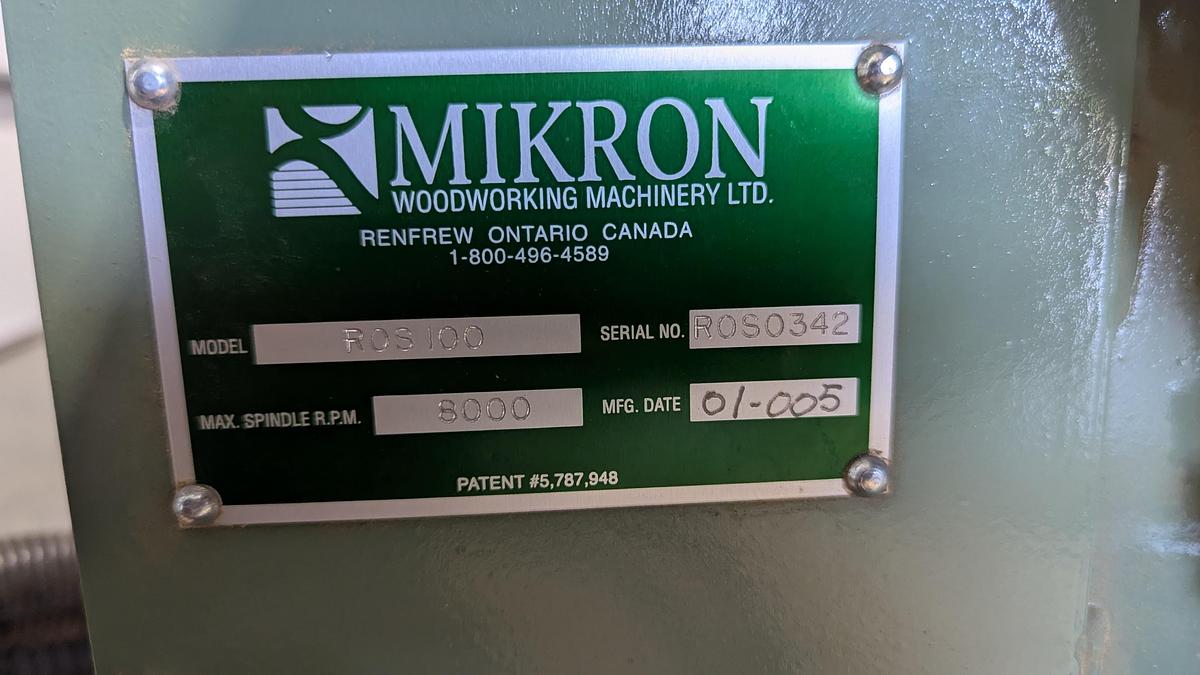 MIKRON
WOODWORKING MACHINERY LTD.
RENFREW ONTARIO CANADA
1-800-496-4589
MODEL ROS100 SERIAL NO. ROS0342
MAX. SPINDLE R.P.M. 8000 MFG. DATE 01-005
PATENT #5,787,948